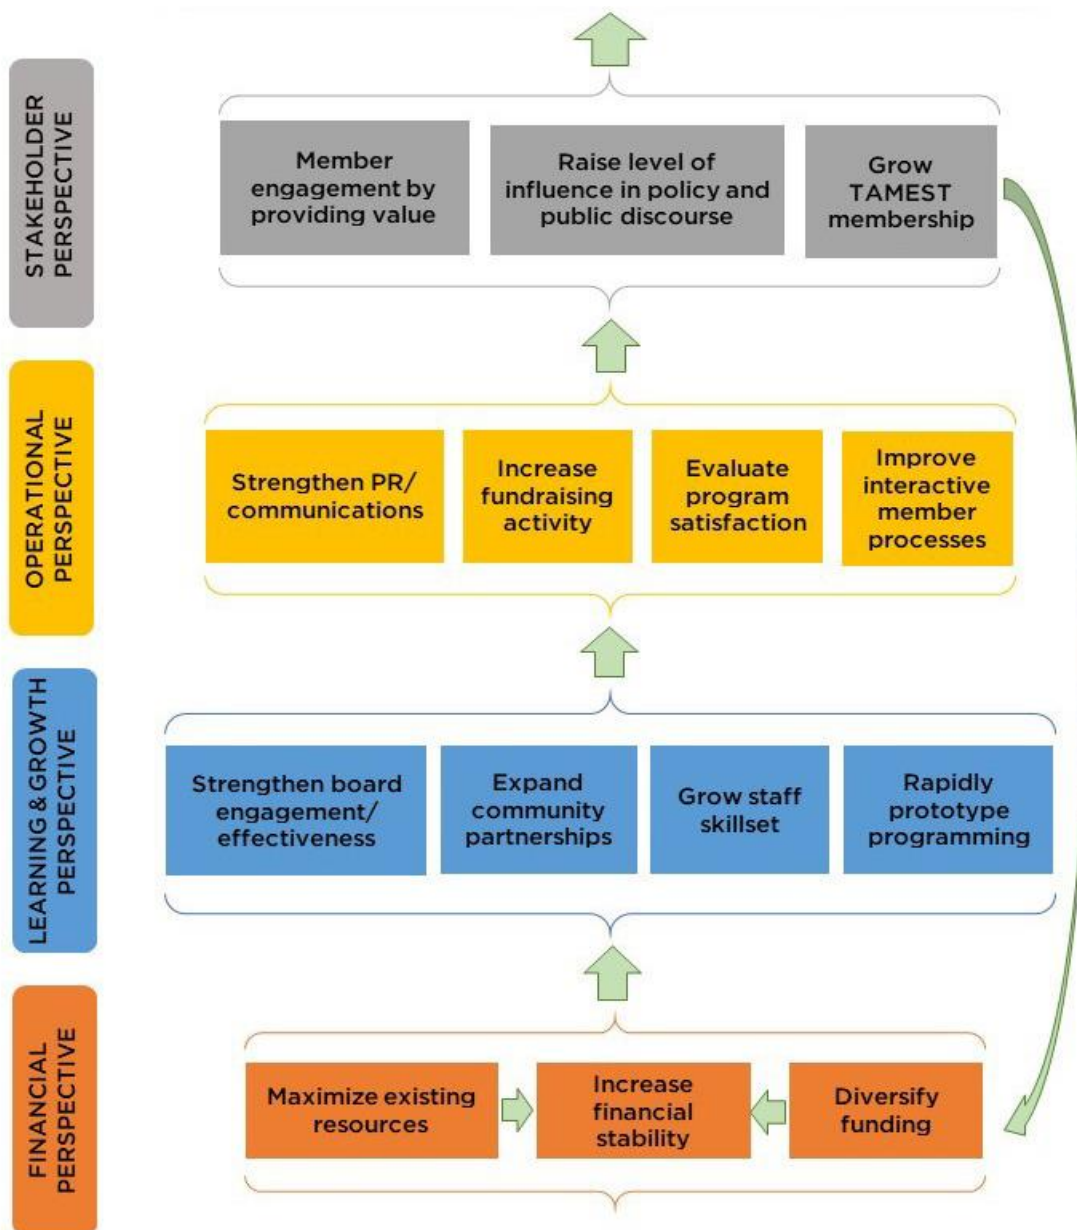 STAKEHOLDER
PERSPECTIVE
Member
engagement by
providing value
Raise level of
influence in policy and
public discourse
Grow
TAMEST
membership
OPERATIONAL
PERSPECTIVE
Strengthen PR/
communications
Increase
fundraising
activity
Evaluate
program
satisfaction
Improve
interactive
member
processes
LEARNING & GROWTH
PERSPECTIVE
Strengthen board
engagement/
effectiveness
Expand
community
partnerships
Grow staff
skillset
Rapidly
prototype
programming
FINANCIAL
PERSPECTIVE
Maximize existing
resources
Increase
financial
stability
Diversify
funding